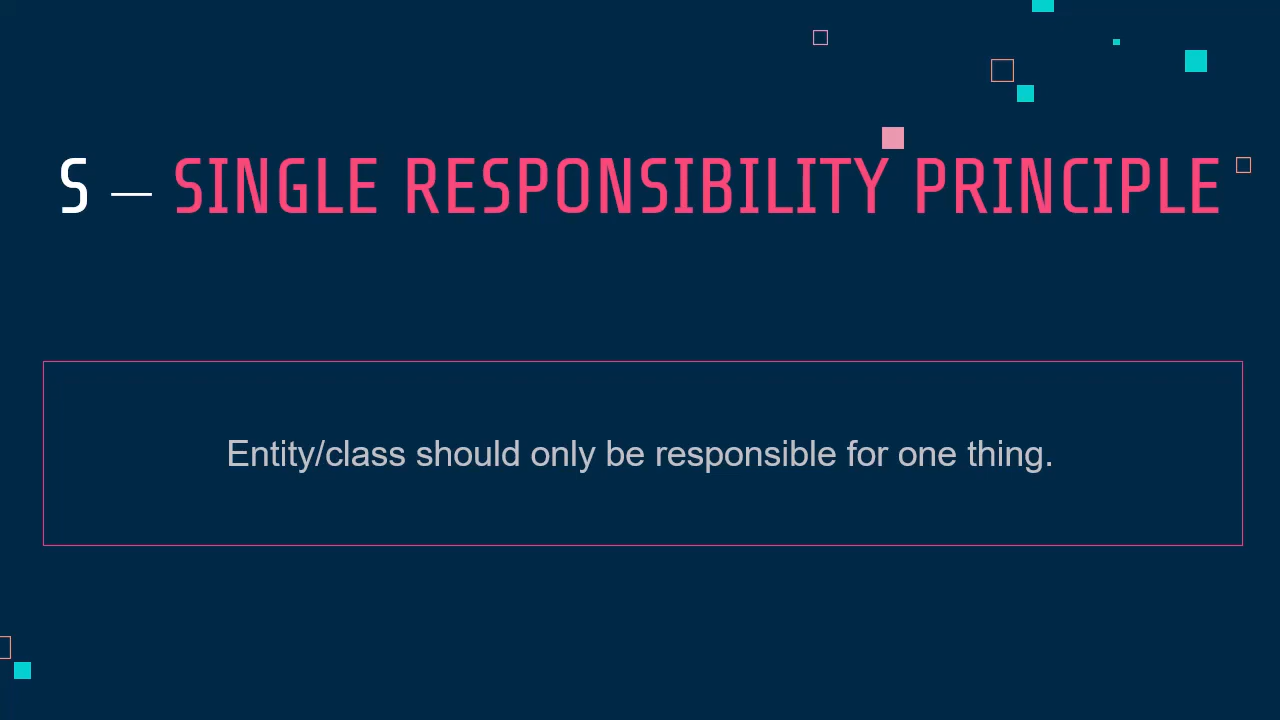 S — SINGLE RESPONSIBILITY PRINCIPLE
Entity/class should only be responsible for one thing.